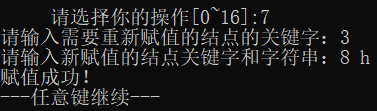 请选择你的操作[0~16]:7
请输入需要重新赋值的结点的关键字：3
请输入新赋值的结点关键字和字符串：8 h
赋值成功！
---任意键继续---